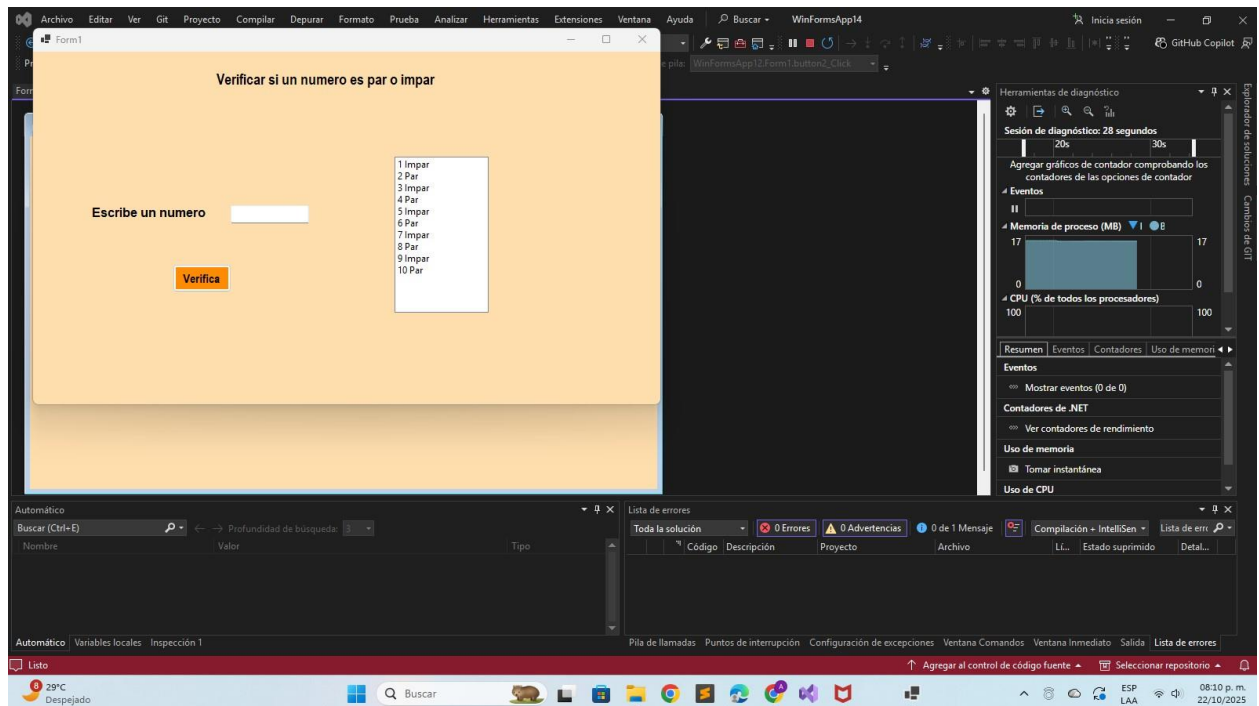 Archivo Editar Ver Git Proyecto Compilar Depurar Formato Prueba Analizar Herramientas Extensiones Ventana Ayuda Buscar WinFormsApp14 Inicia sesión
Form1
GitHub Copilot
pila: WinFormsApp12.Form1.button2_Click
Verificar si un numero es par o impar
Escribe un numero
Verifica
1 Impar
2 Par
3 Impar
4 Par
5 Impar
6 Par
7 Impar
8 Par
9 Impar
10 Par
Herramientas de diagnóstico
Sesión de diagnóstico: 28 segundos
20s 30s
Agregar gráficos de contador comprobando los
contadores de las opciones de contador
Eventos
Memoria de proceso (MB) I B
17 17
0 0
CPU (% de todos los procesadores)
100 100
Resumen Eventos Contadores Uso de memori
Eventos
Mostrar eventos (0 de 0)
Contadores de .NET
Ver contadores de rendimiento
Uso de memoria
Tomar instantánea
Uso de CPU
Explorador de soluciones
Cambios de GIT
Automático
Buscar (Ctrl+E) Profundidad de búsqueda: 3
Nombre Valor Tipo
Automático Variables locales Inspección 1
Lista de errores
Toda la solución 0 Errores 0 Advertencias 0 de 1 Mensaje Compilación + IntelliSen Lista de erro
Código Descripción Proyecto Archivo Lí... Estado suprimido Detal...
Pila de llamadas Puntos de interrupción Configuración de excepciones Ventana Comandos Ventana Inmediato Salida Lista de errores
Listo
Agregar al control de código fuente Seleccionar repositorio
8
29°C
Despejado
Buscar
ESP
LAA
08:10 p. m.
22/10/2025